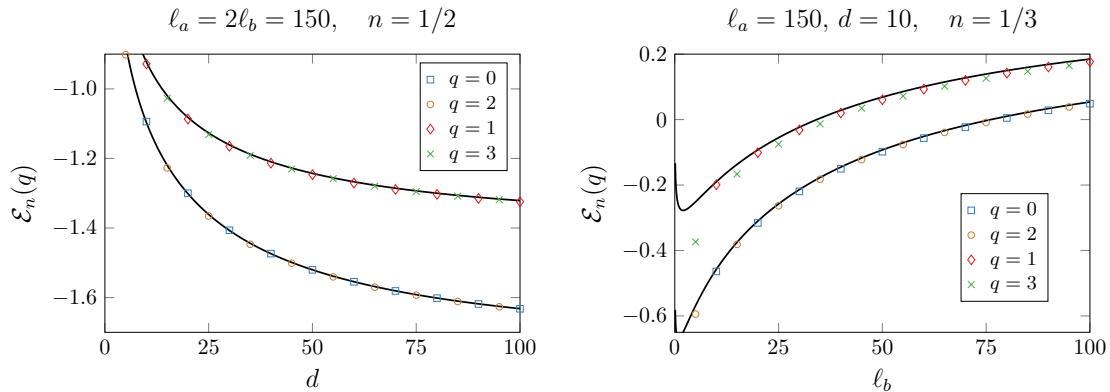 ℓ_a = 2ℓ_b = 150,   n = 1/2
−1.0
−1.2
−1.4
−1.6
ℰ_n(q)
0
25
50
75
100
d
q = 0
q = 2
q = 1
q = 3
ℓ_a = 150, d = 10,   n = 1/3
0.2
0
−0.2
−0.4
−0.6
ℰ_n(q)
0
25
50
75
100
ℓ_b
q = 0
q = 2
q = 1
q = 3